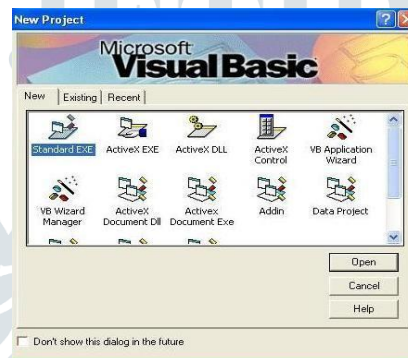 New Project
Microsoft
Visual Basic
New Existing Recent
Standard EXE ActiveX EXE ActiveX DLL ActiveX Control VB Application Wizard
VB Wizard Manager ActiveX Document Dll Activex Document Exe Addin Data Project
Open
Cancel
Help
Don't show this dialog in the future